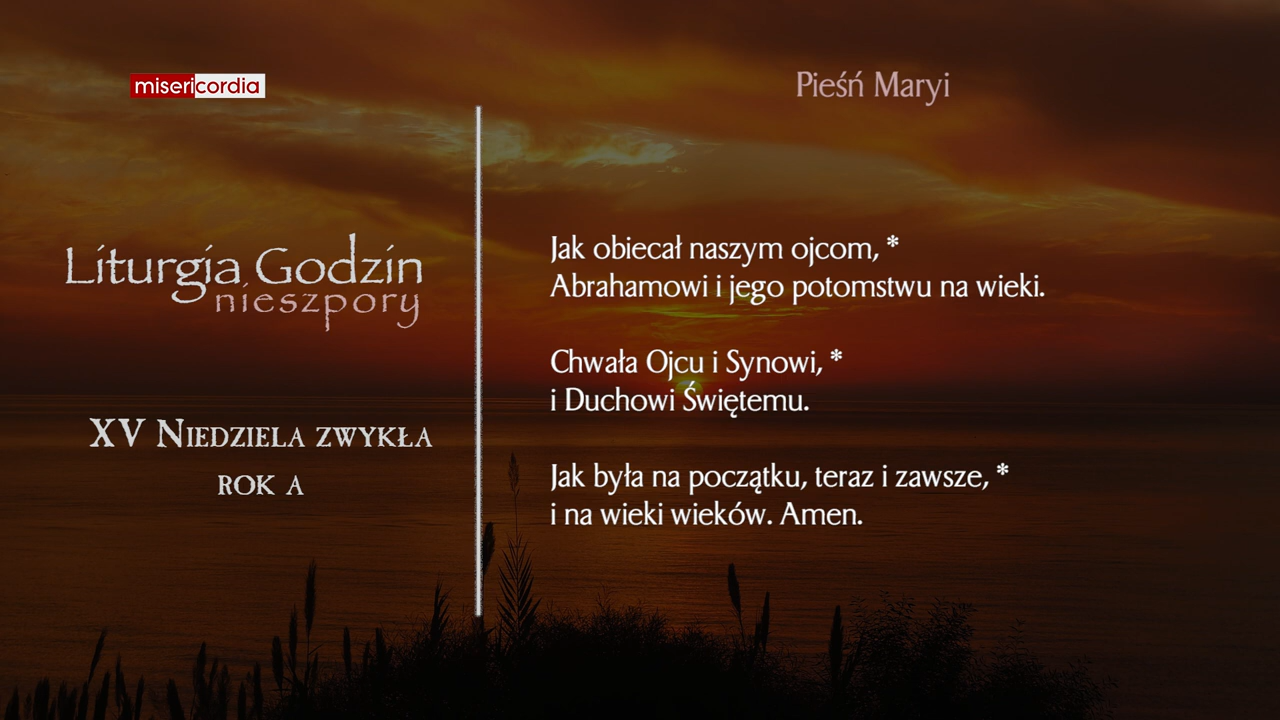 misericordia
Pieśń Maryi
Liturgia Godzin
nieszpory
XV Niedziela zwykła
rok A
Jak obiecał naszym ojcom, *
Abrahamowi i jego potomstwu na wieki.
Chwała Ojcu i Synowi, *
i Duchowi Świętemu.
Jak była na początku, teraz i zawsze, *
i na wieki wieków. Amen.